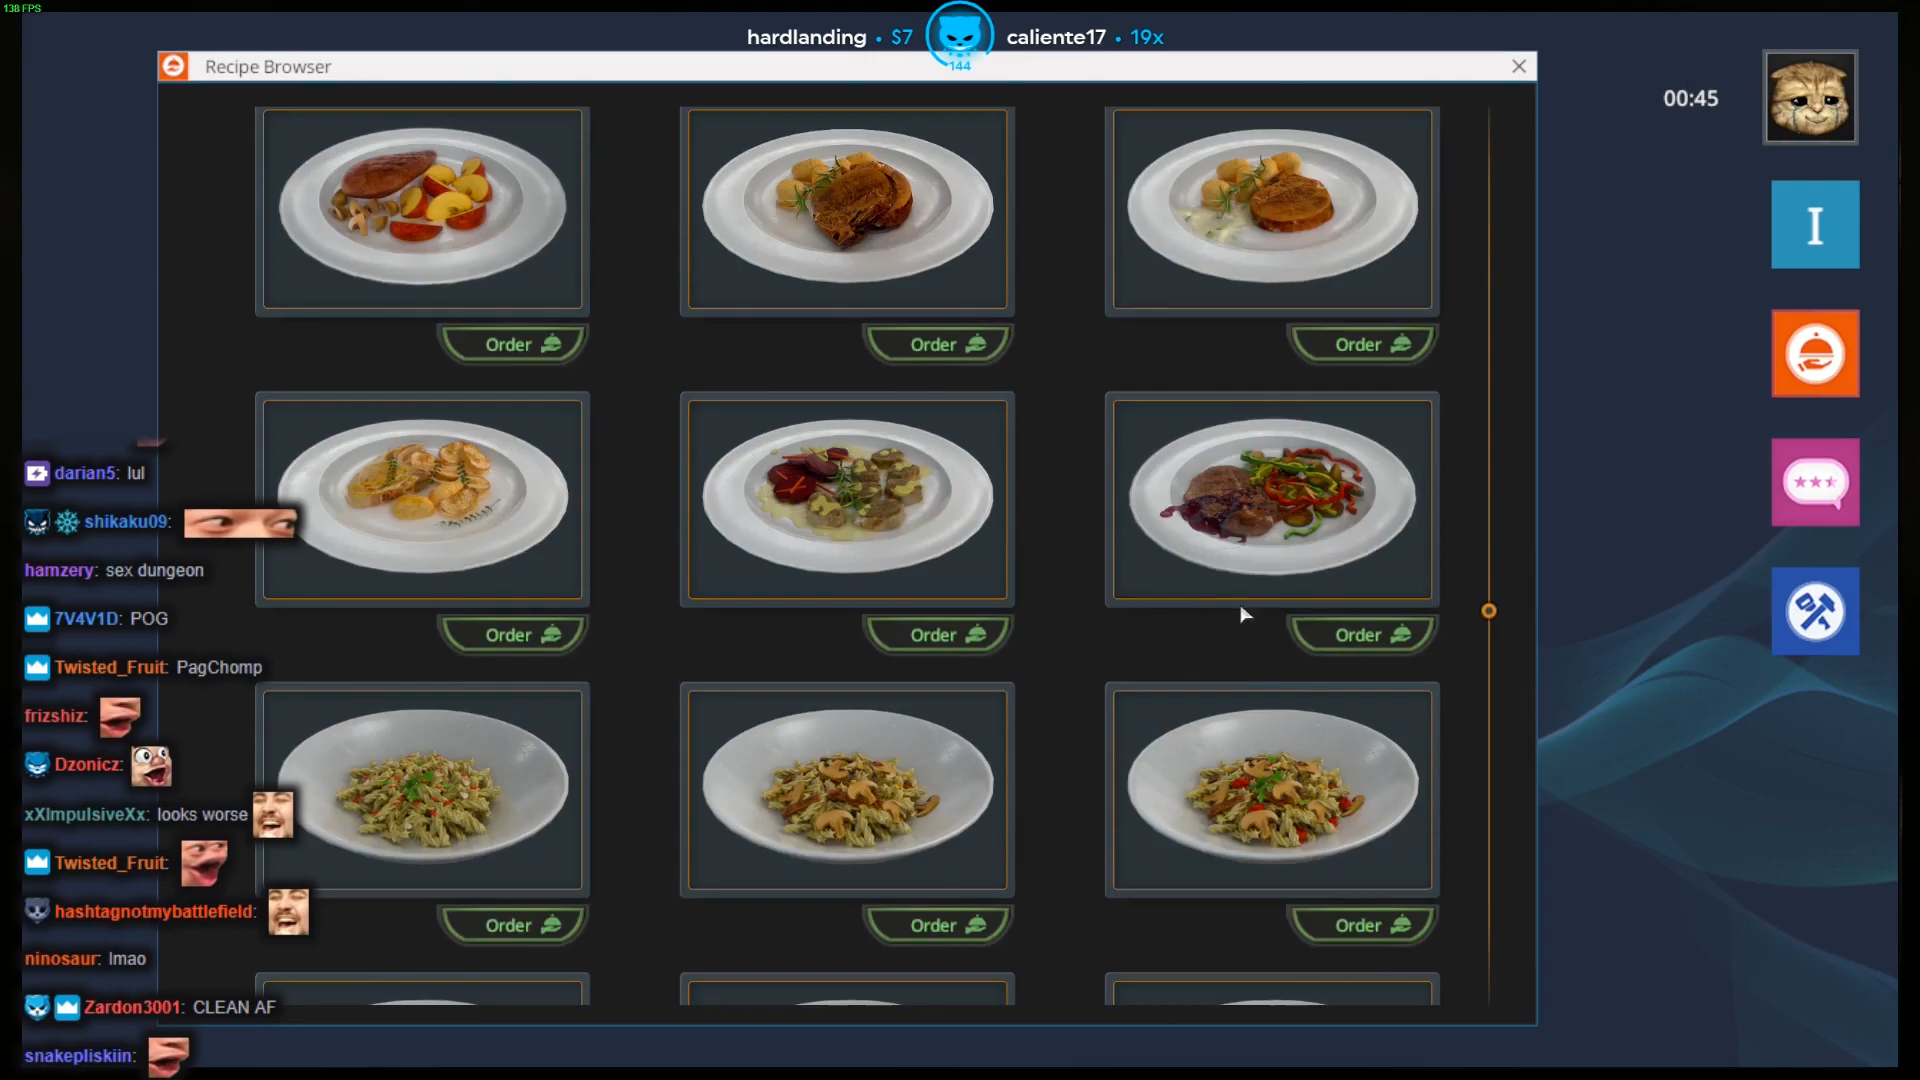 138 FPS
hardlanding • $7
caliente17 • 19x
144
Recipe Browser
00:45
I
Order
Order
Order
darian5: lul
shikaku09:
hamzery: sex dungeon
7V4V1D: POG
Order
Order
Order
Twisted_Fruit: PagChomp
frizshiz:
Dzonicz:
xXImpulsiveXx: looks worse
Twisted_Fruit:
hashtagnotmybattlefield:
Order
Order
Order
ninosaur: lmao
Zardon3001: CLEAN AF
snakepliskiin: